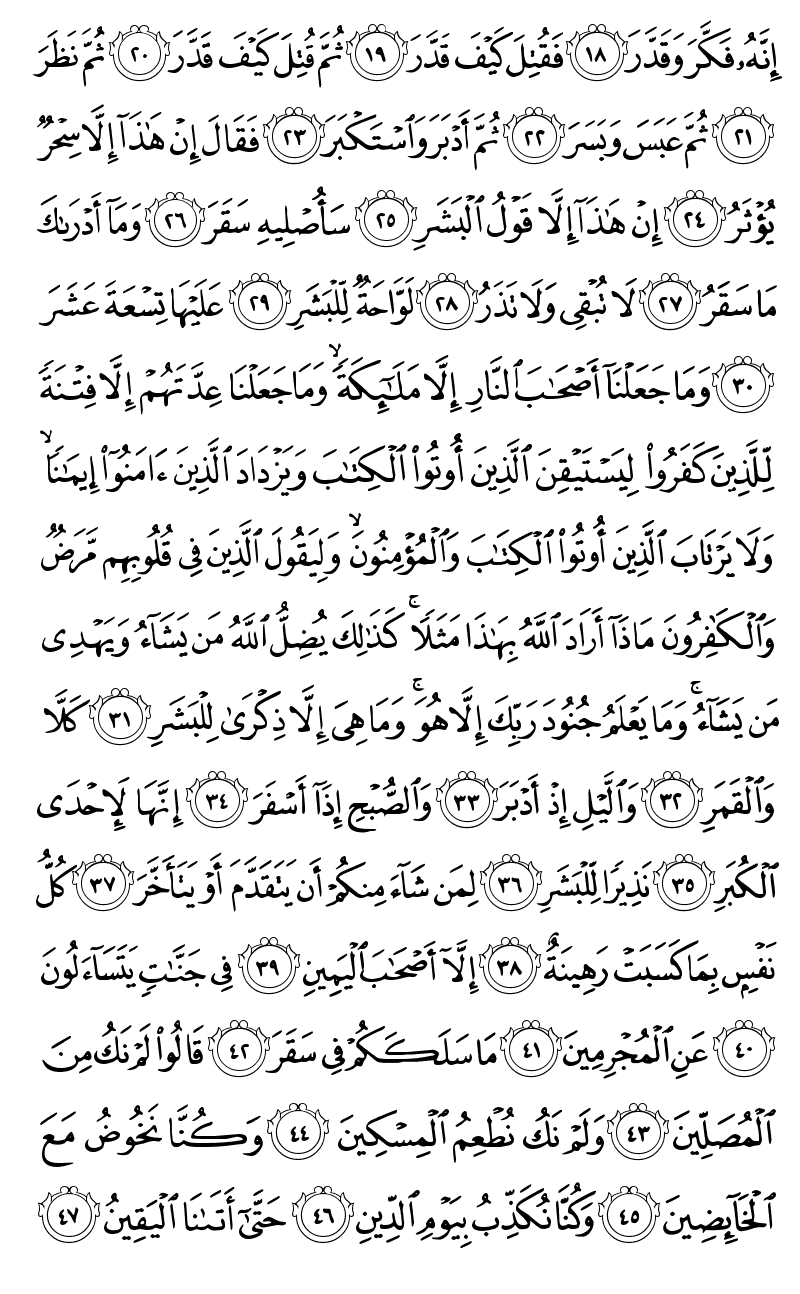 إِنَّهُۥ فَكَّرَ وَقَدَّرَ ١٨ فَقُتِلَ كَيۡفَ قَدَّرَ ١٩ ثُمَّ قُتِلَ كَيۡفَ قَدَّرَ ٢٠ ثُمَّ نَظَرَ
٢١ ثُمَّ عَبَسَ وَبَسَرَ ٢٢ ثُمَّ أَدۡبَرَ وَٱسۡتَكۡبَرَ ٢٣ فَقَالَ إِنۡ هَٰذَآ إِلَّا سِحۡرٞ
يُؤۡثَرُ ٢٤ إِنۡ هَٰذَآ إِلَّا قَوۡلُ ٱلۡبَشَرِ ٢٥ سَأُصۡلِيهِ سَقَرَ ٢٦ وَمَآ أَدۡرَىٰكَ
مَا سَقَرُ ٢٧ لَا تُبۡقِي وَلَا تَذَرُ ٢٨ لَوَّاحَةٞ لِّلۡبَشَرِ ٢٩ عَلَيۡهَا تِسۡعَةَ عَشَرَ
٣٠ وَمَا جَعَلۡنَآ أَصۡحَٰبَ ٱلنَّارِ إِلَّا مَلَٰٓئِكَةٗۖ وَمَا جَعَلۡنَا عِدَّتَهُمۡ إِلَّا فِتۡنَةٗ
لِّلَّذِينَ كَفَرُواْ لِيَسۡتَيۡقِنَ ٱلَّذِينَ أُوتُواْ ٱلۡكِتَٰبَ وَيَزۡدَادَ ٱلَّذِينَ ءَامَنُوٓاْ إِيمَٰنٗاۙ
وَلَا يَرۡتَابَ ٱلَّذِينَ أُوتُواْ ٱلۡكِتَٰبَ وَٱلۡمُؤۡمِنُونَۙ وَلِيَقُولَ ٱلَّذِينَ فِي قُلُوبِهِم مَّرَضٞ
وَٱلۡكَٰفِرُونَ مَاذَآ أَرَادَ ٱللَّهُ بِهَٰذَا مَثَلٗاۚ كَذَٰلِكَ يُضِلُّ ٱللَّهُ مَن يَشَآءُ وَيَهۡدِي
مَن يَشَآءُۚ وَمَا يَعۡلَمُ جُنُودَ رَبِّكَ إِلَّا هُوَۚ وَمَا هِيَ إِلَّا ذِكۡرَىٰ لِلۡبَشَرِ ٣١ كَلَّا
وَٱلۡقَمَرِ ٣٢ وَٱلَّيۡلِ إِذۡ أَدۡبَرَ ٣٣ وَٱلصُّبۡحِ إِذَآ أَسۡفَرَ ٣٤ إِنَّهَا لَإِحۡدَى
ٱلۡكُبَرِ ٣٥ نَذِيرٗا لِّلۡبَشَرِ ٣٦ لِمَن شَآءَ مِنكُمۡ أَن يَتَقَدَّمَ أَوۡ يَتَأَخَّرَ ٣٧ كُلُّ
نَفۡسِۭ بِمَا كَسَبَتۡ رَهِينَةٌ ٣٨ إِلَّآ أَصۡحَٰبَ ٱلۡيَمِينِ ٣٩ فِي جَنَّٰتٖ يَتَسَآءَلُونَ
٤٠ عَنِ ٱلۡمُجۡرِمِينَ ٤١ مَا سَلَكَكُمۡ فِي سَقَرَ ٤٢ قَالُواْ لَمۡ نَكُ مِنَ
ٱلۡمُصَلِّينَ ٤٣ وَلَمۡ نَكُ نُطۡعِمُ ٱلۡمِسۡكِينَ ٤٤ وَكُنَّا نَخُوضُ مَعَ
ٱلۡخَآئِضِينَ ٤٥ وَكُنَّا نُكَذِّبُ بِيَوۡمِ ٱلدِّينِ ٤٦ حَتَّىٰٓ أَتَىٰنَا ٱلۡيَقِينُ ٤٧